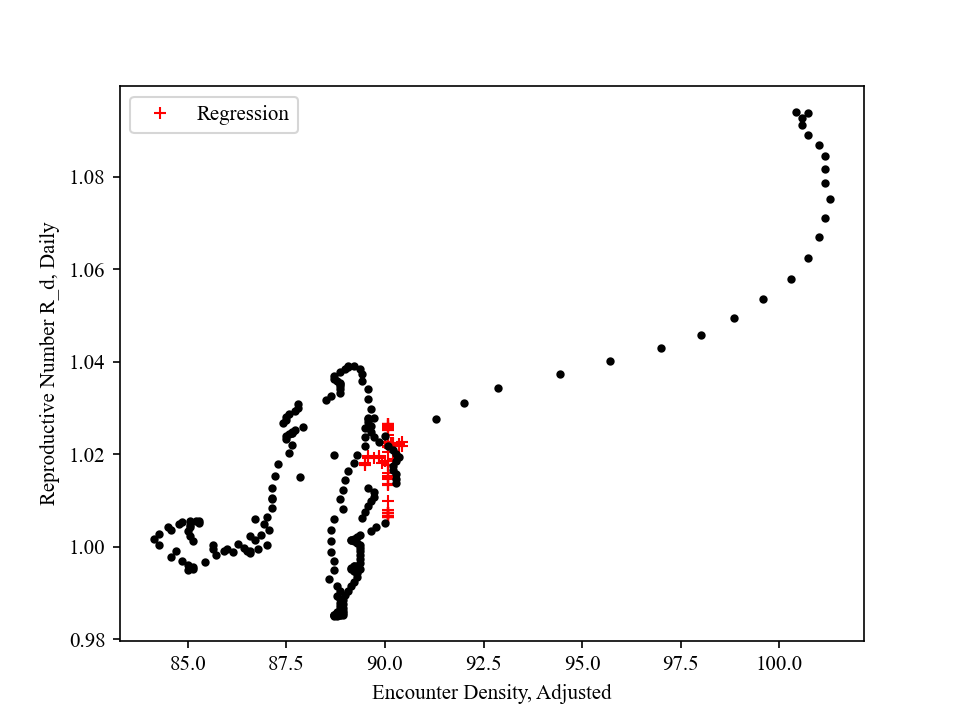 Regression
1.08
1.06
1.04
1.02
1.00
0.98
Reproductive Number R_d, Daily
85.0 87.5 90.0 92.5 95.0 97.5 100.0
Encounter Density, Adjusted